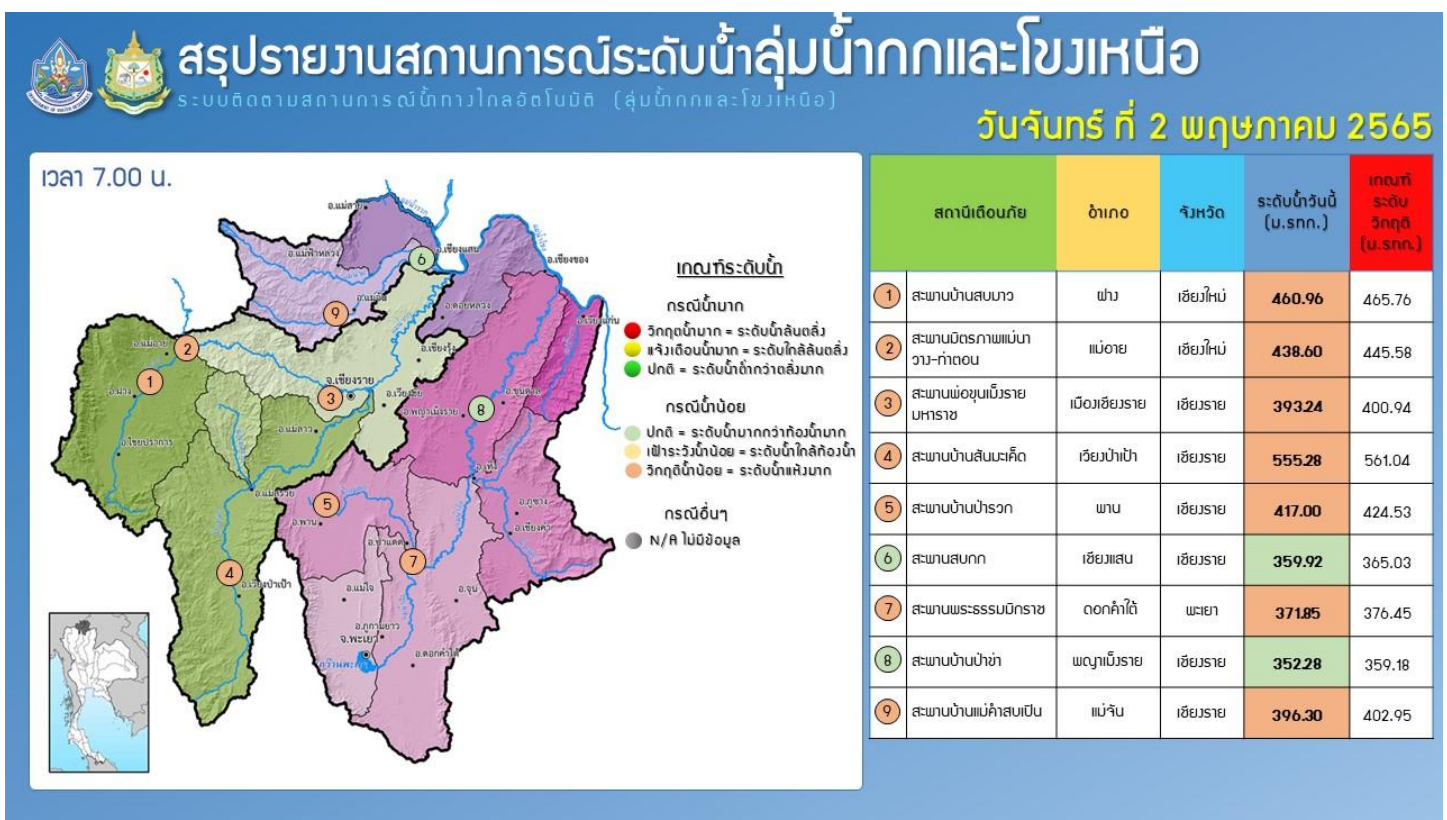 สรุปรายงานสถานการณ์ระดับน้ำลุ่มน้ำกกและโขงเหนือ
ระบบติดตามสถานการณ์น้ำทางไกลอัตโนมัติ (ลุ่มน้ำกกและโขงเหนือ)
วันจันทร์ ที่ 2 พฤษภาคม 2565
เวลา 7.00 น.
อ.แม่สาย
อ.แม่ฟ้าหลวง
อ.เชียงแสน
อ.เชียงของ
6
อ.แม่จัน
9
อ.ดอยหลวง
อ.เวียงแก่น
อ.แม่อาย
2
อ.เชียงรุ้ง
1
อ.ฝาง
จ.เชียงราย
3
อ.เวียงชัย
อ.พญาเม็งราย
8
อ.ขุนตาล
อ.แม่ลาว
อ.ไชยปราการ
อ.เทิง
อ.แม่สรวย
5
อ.พาน
อ.ภูซาง
อ.เชียงคำ
อ.ป่าแดด
7
4
อ.เวียงป่าเป้า
อ.แม่ใจ
อ.จุน
อ.ภูกามยาว
จ.พะเยา
กว๊านพะเยา
อ.ดอกคำใต้
เกณฑ์ระดับน้ำ
กรณีน้ำมาก
วิกฤตน้ำมาก = ระดับน้ำล้นตลิ่ง
แจ้งเตือนน้ำมาก = ระดับใกล้ล้นตลิ่ง
ปกติ = ระดับน้ำต่ำกว่าตลิ่งมาก
กรณีน้ำน้อย
ปกติ = ระดับน้ำมากกว่าท้องน้ำมาก
เฝ้าระวังน้ำน้อย = ระดับน้ำใกล้ท้องน้ำ
วิกฤติน้ำน้อย = ระดับน้ำแห้งมาก
กรณีอื่นๆ
N/A ไม่มีข้อมูล
สถานีเตือนภัย อำเภอ จังหวัด ระดับน้ำวันนี้ (ม.รทก.) เกณฑ์ระดับวิกฤติ (ม.รทก.)
1 สะพานบ้านสบมาว ฝาง เชียงใหม่ 460.96 465.76
2 สะพานมิตรภาพแม่นาวาง-ท่าตอน แม่อาย เชียงใหม่ 438.60 445.58
3 สะพานพ่อขุนเม็งรายมหาราช เมืองเชียงราย เชียงราย 393.24 400.94
4 สะพานบ้านสันมะเค็ด เวียงป่าเป้า เชียงราย 555.28 561.04
5 สะพานบ้านป่ารวก พาน เชียงราย 417.00 424.53
6 สะพานสบกก เชียงแสน เชียงราย 359.92 365.03
7 สะพานพระธรรมมิกราช ดอกคำใต้ พะเยา 371.85 376.45
8 สะพานบ้านป่าข่า พญาเม็งราย เชียงราย 352.28 359.18
9 สะพานบ้านแม่คำสบเปิน แม่จัน เชียงราย 396.30 402.95